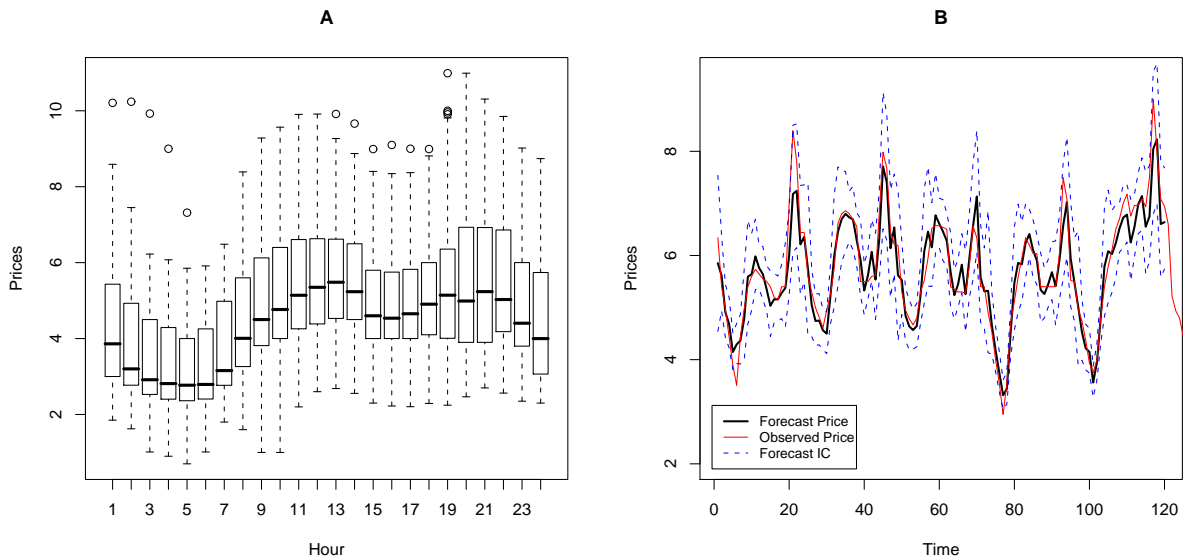 A
Prices
10
8
6
4
2
1 3 5 7 9 11 13 15 17 19 21 23
Hour
B
Prices
8
6
4
2
0 20 40 60 80 100 120
Time
Forecast Price
Observed Price
Forecast IC